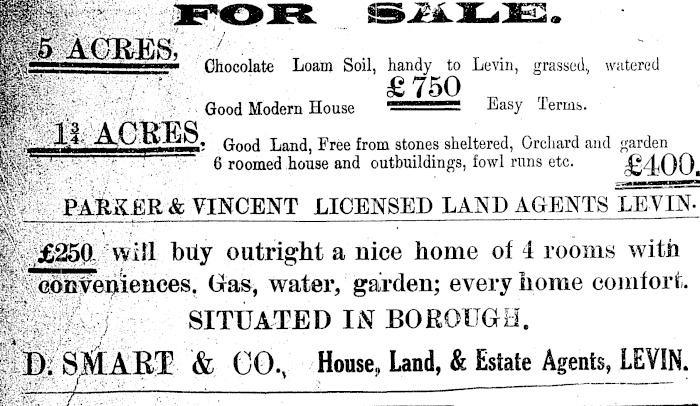 FOR SALE.
5 ACRES,
Chocolate Loam Soil, handy to Levin, grassed, watered
Good Modern House £750 Easy Terms.
1¾ ACRES,
Good Land, Free from stones sheltered, Orchard and garden
6 roomed house and outbuildings, fowl runs etc. £400.
PARKER & VINCENT LICENSED LAND AGENTS LEVIN.
£250 will buy outright a nice home of 4 rooms with
conveniences. Gas, water, garden; every home comfort.
SITUATED IN BOROUGH.
D. SMART & CO., House, Land, & Estate Agents, LEVIN.